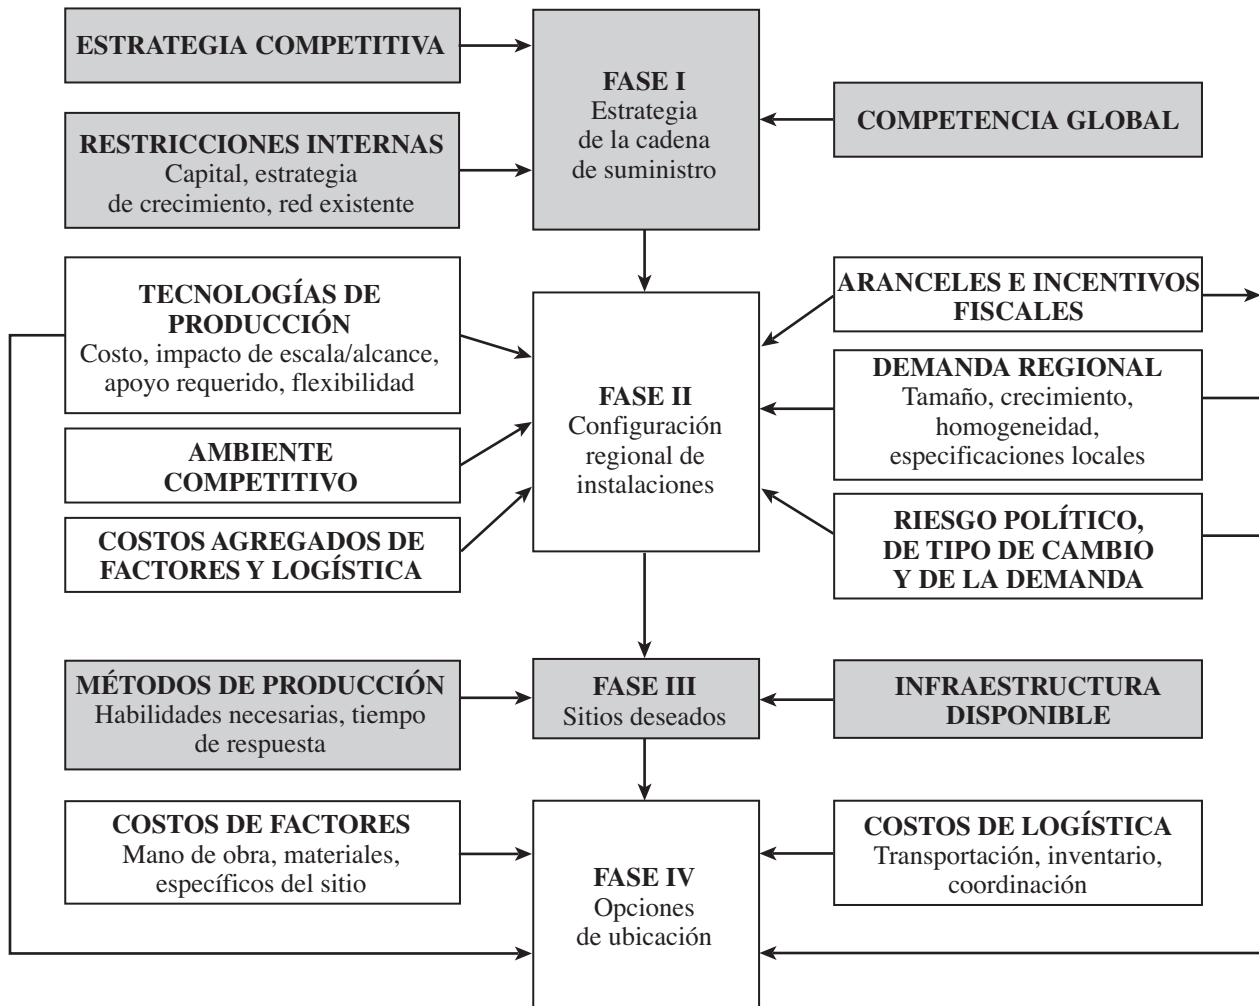 ESTRATEGIA COMPETITIVA
FASE I
Estrategia
de la cadena
de suministro
COMPETENCIA GLOBAL
RESTRICCIONES INTERNAS
Capital, estrategia
de crecimiento, red existente
TECNOLOGÍAS DE
PRODUCCIÓN
Costo, impacto de escala/alcance,
apoyo requerido, flexibilidad
ARANCELES E INCENTIVOS
FISCALES
FASE II
Configuración
regional de
instalaciones
DEMANDA REGIONAL
Tamaño, crecimiento,
homogeneidad,
especificaciones locales
AMBIENTE
COMPETITIVO
COSTOS AGREGADOS DE
FACTORES Y LOGÍSTICA
RIESGO POLÍTICO,
DE TIPO DE CAMBIO
Y DE LA DEMANDA
MÉTODOS DE PRODUCCIÓN
Habilidades necesarias, tiempo
de respuesta
FASE III
Sitios deseados
INFRAESTRUCTURA
DISPONIBLE
COSTOS DE FACTORES
Mano de obra, materiales,
específicos del sitio
FASE IV
Opciones
de ubicación
COSTOS DE LOGÍSTICA
Transportación, inventario,
coordinación